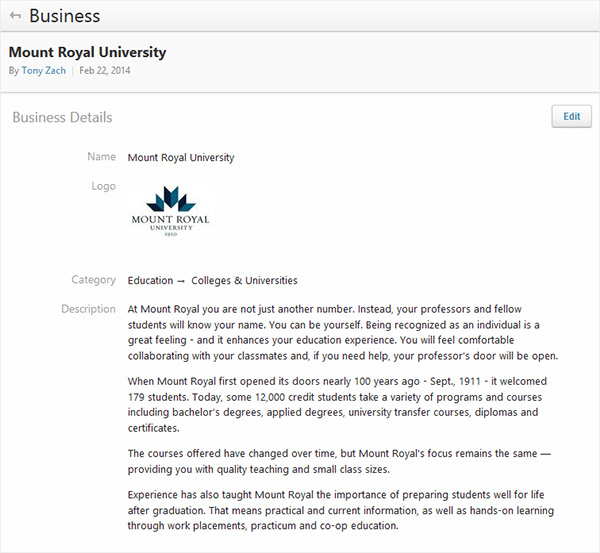 Business
Mount Royal University
By Tony Zach | Feb 22, 2014
Business Details
Edit
Name Mount Royal University
Logo
MOUNT ROYAL
UNIVERSITY
1910
Category Education → Colleges & Universities
Description At Mount Royal you are not just another number. Instead, your professors and fellow
students will know your name. You can be yourself. Being recognized as an individual is a
great feeling - and it enhances your education experience. You will feel comfortable
collaborating with your classmates and, if you need help, your professor's door will be open.
When Mount Royal first opened its doors nearly 100 years ago - Sept., 1911 - it welcomed
179 students. Today, some 12,000 credit students take a variety of programs and courses
including bachelor's degrees, applied degrees, university transfer courses, diplomas and
certificates.
The courses offered have changed over time, but Mount Royal's focus remains the same —
providing you with quality teaching and small class sizes.
Experience has also taught Mount Royal the importance of preparing students well for life
after graduation. That means practical and current information, as well as hands-on learning
through work placements, practicum and co-op education.